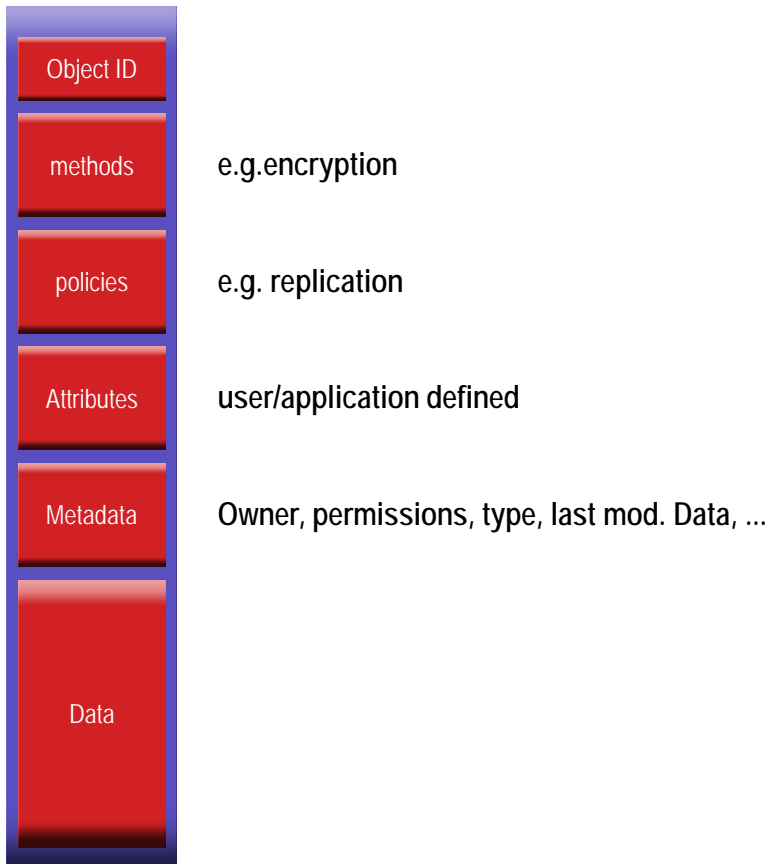 Object ID
methods
e.g.encryption
policies
e.g. replication
Attributes
user/application defined
Metadata
Owner, permissions, type, last mod. Data, ...
Data